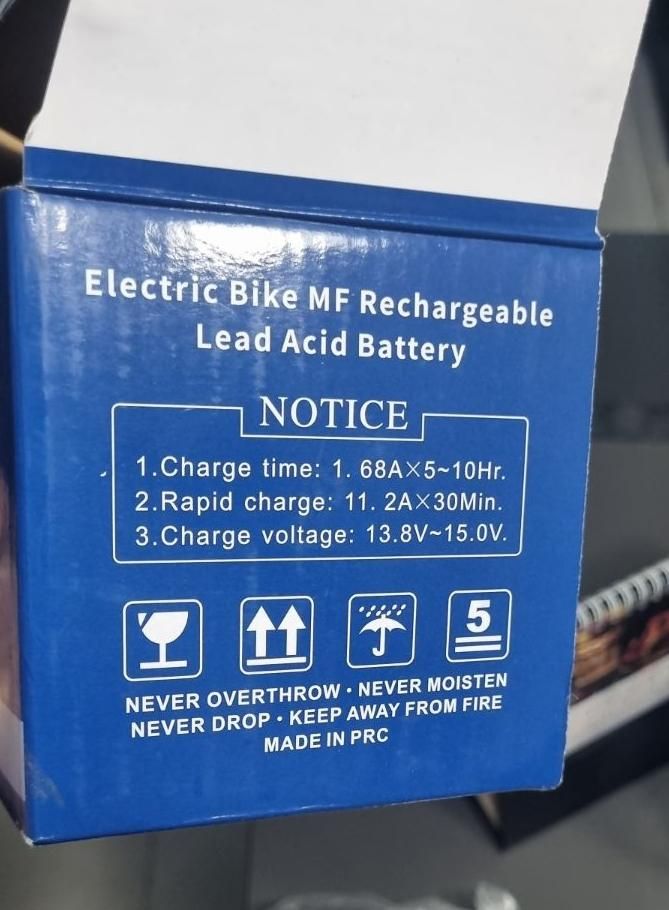 Electric Bike MF Rechargeable
Lead Acid Battery
NOTICE
1.Charge time: 1. 68A×5~10Hr.
2.Rapid charge: 11. 2A×30Min.
3.Charge voltage: 13.8V~15.0V.
5
NEVER OVERTHROW · NEVER MOISTEN
NEVER DROP · KEEP AWAY FROM FIRE
MADE IN PRC